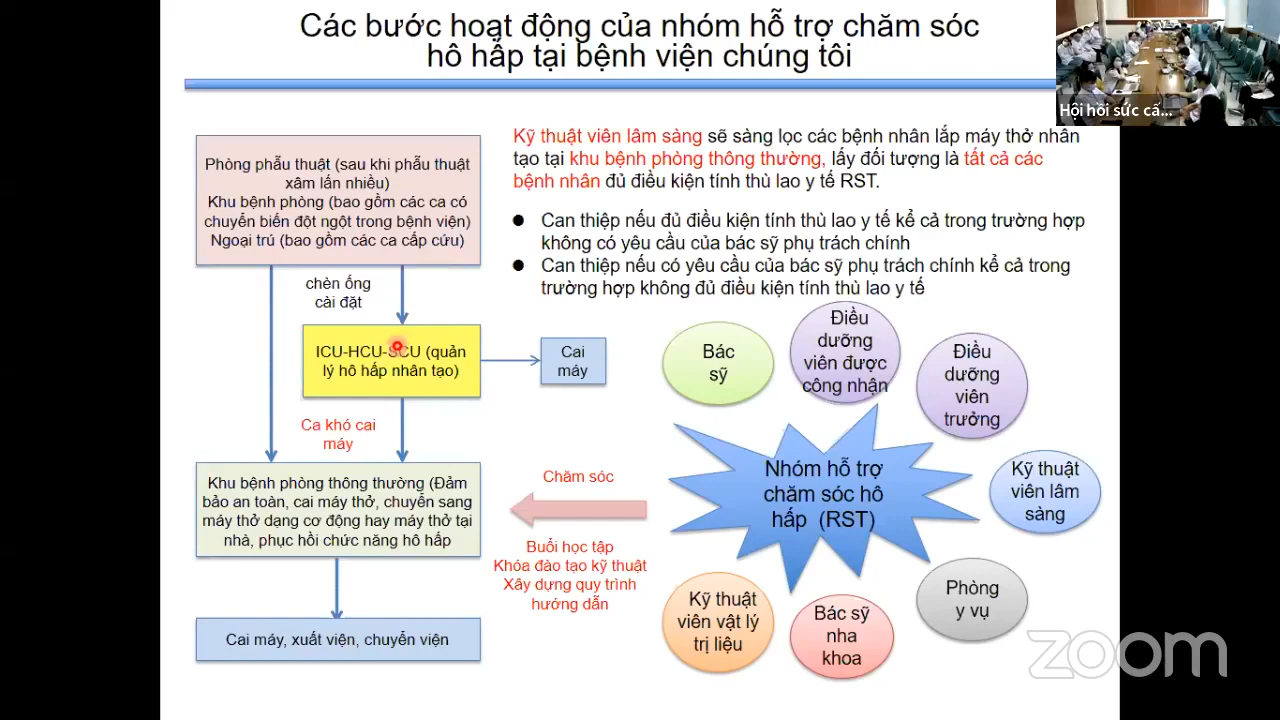 Các bước hoạt động của nhóm hỗ trợ chăm sóc
hô hấp tại bệnh viện chúng tôi
Hội hồi sức cấ...
Phòng phẫu thuật (sau khi phẫu thuật
xâm lấn nhiều)
Khu bệnh phòng (bao gồm các ca có
chuyển biến đột ngột trong bệnh viện)
Ngoại trú (bao gồm các ca cấp cứu)
chèn ống
cài đặt
ICU-HCU-SCU (quản
lý hô hấp nhân tạo)
Cai
máy
Ca khó cai
máy
Khu bệnh phòng thông thường (Đảm
bảo an toàn, cai máy thở, chuyển sang
máy thở dạng cơ động hay máy thở tại
nhà, phục hồi chức năng hô hấp
Cai máy, xuất viện, chuyển viện
Kỹ thuật viên lâm sàng sẽ sàng lọc các bệnh nhân lắp máy thở nhân
tạo tại khu bệnh phòng thông thường, lấy đối tượng là tất cả các
bệnh nhân đủ điều kiện tính thù lao y tế RST.
● Can thiệp nếu đủ điều kiện tính thù lao y tế kể cả trong trường hợp
không có yêu cầu của bác sỹ phụ trách chính
● Can thiệp nếu có yêu cầu của bác sỹ phụ trách chính kể cả trong
trường hợp không đủ điều kiện tính thù lao y tế
Chăm sóc
Buổi học tập
Khóa đào tạo kỹ thuật
Xây dựng quy trình
hướng dẫn
Bác
sỹ
Điều
dưỡng
viên được
công nhận
Điều
dưỡng
viên
trưởng
Nhóm hỗ trợ
chăm sóc hô
hấp (RST)
Kỹ thuật
viên lâm
sàng
Phòng
y vụ
Bác sỹ
nha
khoa
Kỹ thuật
viên vật lý
trị liệu
zoom